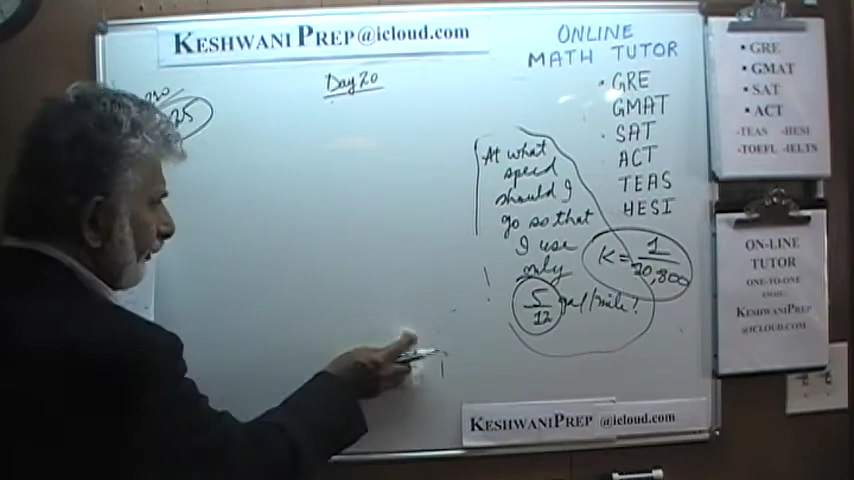 KESHWANI PREP@icloud.com
Day 20
25
At what
speed
should I
go so that
I use
only
5/12 gal/mile?
K = 1/20,800
ONLINE
MATH TUTOR
• GRE
GMAT
• SAT
ACT
TEAS
HESI
• GRE
• GMAT
• SAT
• ACT
-TEAS -HESI
-TOEFL -IELTS
ON-LINE
TUTOR
ONE-TO-ONE
KESHWANIPREP
@ICLOUD.COM
KESHWANIPREP @icloud.com